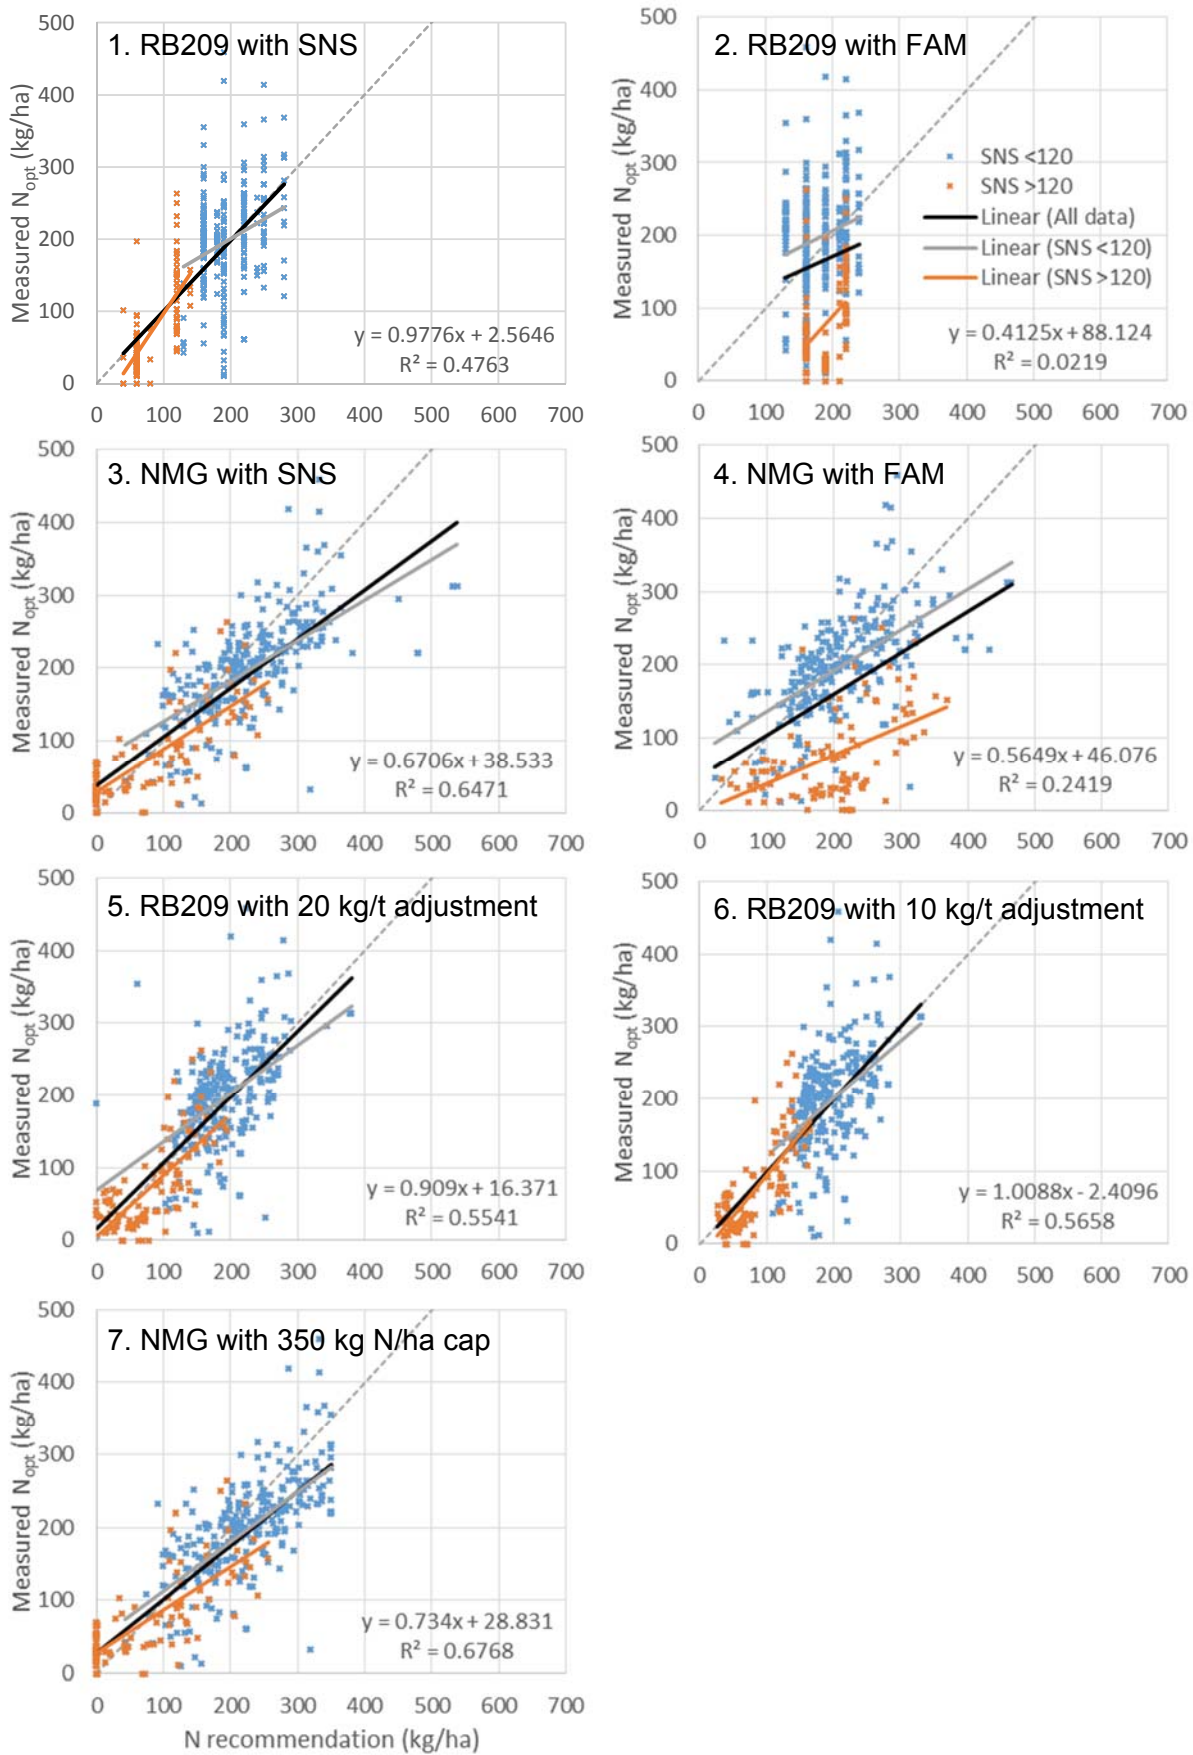 1. RB209 with SNS
Measured Nopt (kg/ha)
500
400
300
200
100
0
y = 0.9776x + 2.5646
R² = 0.4763
0 100 200 300 400 500 600 700
2. RB209 with FAM
Measured Nopt (kg/ha)
500
400
300
200
100
0
SNS <120
SNS >120
Linear (All data)
Linear (SNS <120)
Linear (SNS >120)
y = 0.4125x + 88.124
R² = 0.0219
0 100 200 300 400 500 600 700
3. NMG with SNS
Measured Nopt (kg/ha)
500
400
300
200
100
0
y = 0.6706x + 38.533
R² = 0.6471
0 100 200 300 400 500 600 700
4. NMG with FAM
Measured Nopt (kg/ha)
500
400
300
200
100
0
y = 0.5649x + 46.076
R² = 0.2419
0 100 200 300 400 500 600 700
5. RB209 with 20 kg/t adjustment
Measured Nopt (kg/ha)
500
400
300
200
100
0
y = 0.909x + 16.371
R² = 0.5541
0 100 200 300 400 500 600 700
6. RB209 with 10 kg/t adjustment
Measured Nopt (kg/ha)
500
400
300
200
100
0
y = 1.0088x - 2.4096
R² = 0.5658
0 100 200 300 400 500 600 700
7. NMG with 350 kg N/ha cap
Measured Nopt (kg/ha)
500
400
300
200
100
0
y = 0.734x + 28.831
R² = 0.6768
0 100 200 300 400 500 600 700
N recommendation (kg/ha)